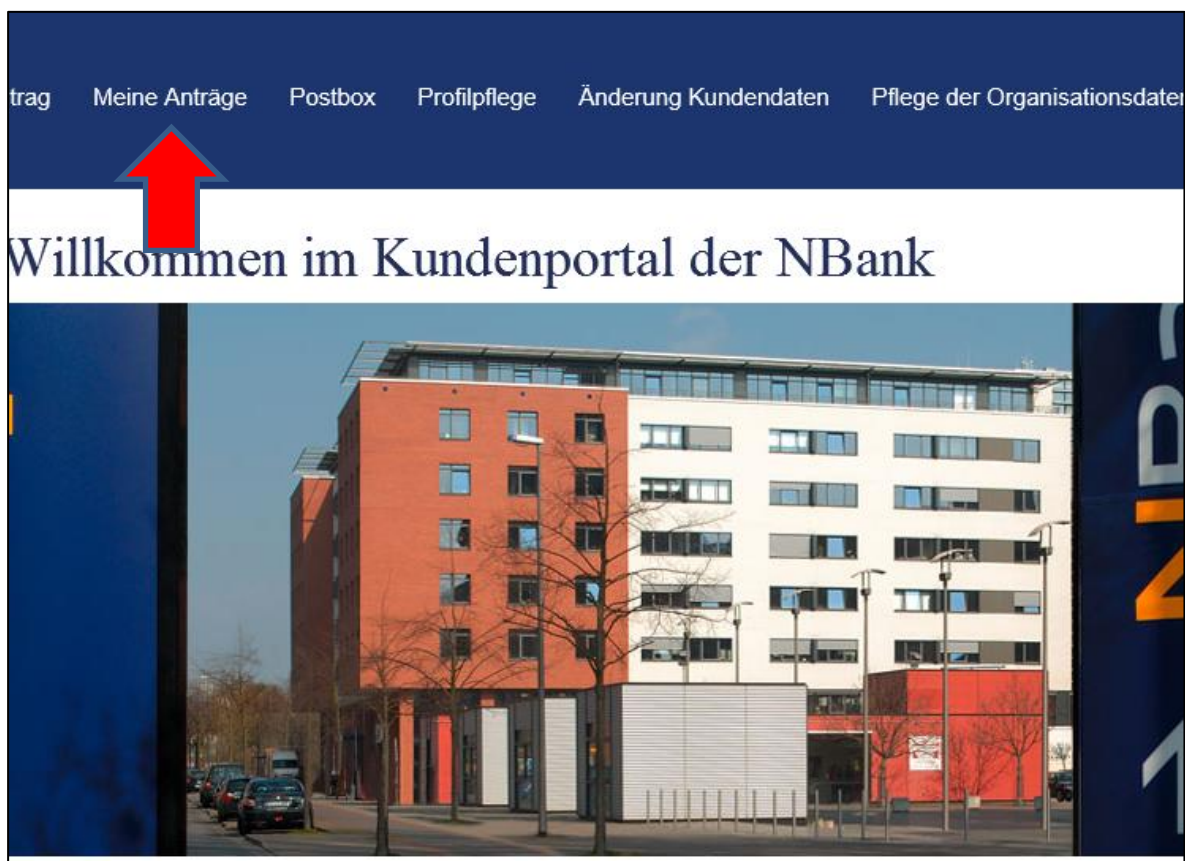 trag Meine Anträge Postbox Profilpflege Änderung Kundendaten Pflege der Organisationsdaten
Willkommen im Kundenportal der NBank